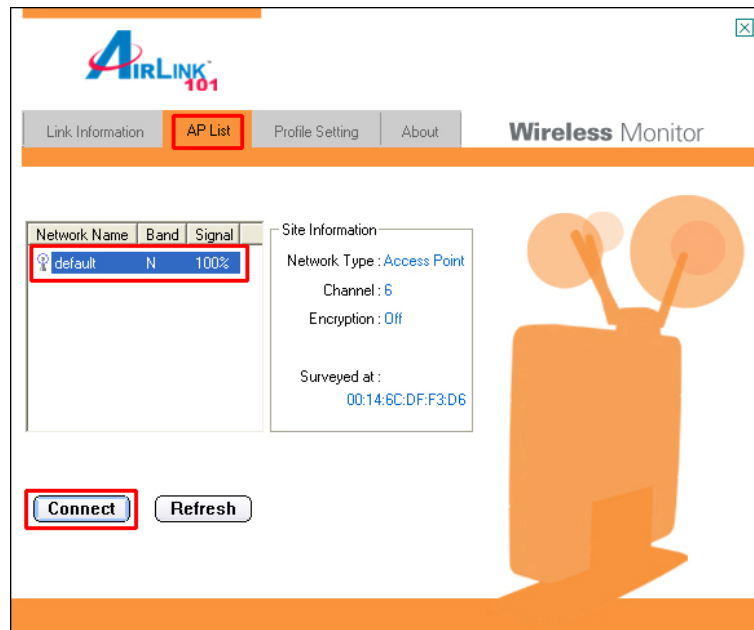 AIRLINK
101
Link Information AP List Profile Setting About Wireless Monitor
Network Name Band Signal
default N 100%
Site Information
Network Type : Access Point
Channel : 6
Encryption : Off
Surveyed at :
00:14:6C:DF:F3:D6
Connect Refresh